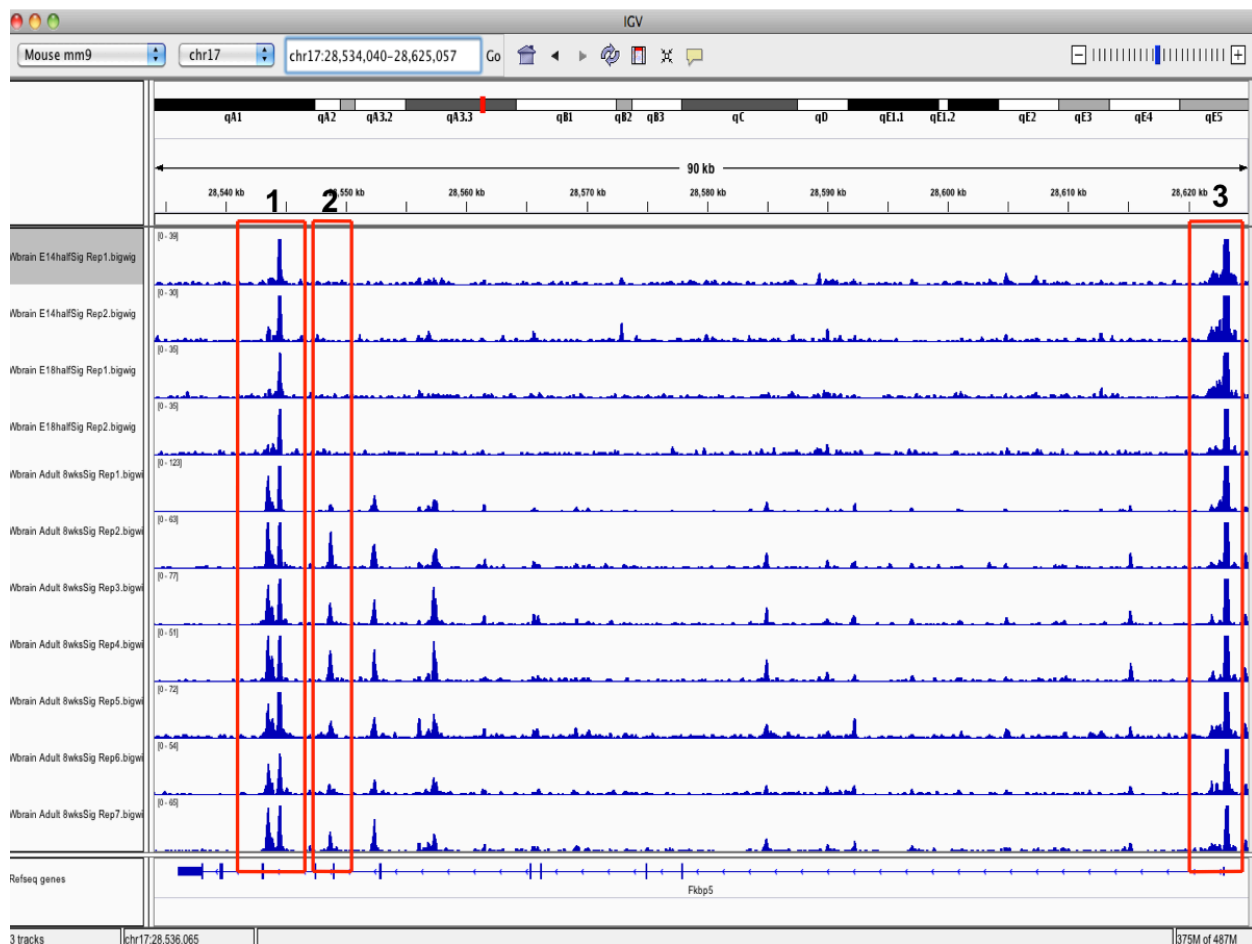 IGV
Mouse mm9 chr17 chr17:28,534,040-28,625,057 Go
qA1 qA2 qA3.2 qA3.3 qB1 qB2 qB3 qC qD qE1.1 qE1.2 qE2 qE3 qE4 qE5
90 kb
28,540 kb 28,560 kb 28,570 kb 28,580 kb 28,590 kb 28,600 kb 28,610 kb 28,620 kb
1 2 3
[0 - 39]
Wbrain E14halfSig Rep1.bigwig
[0 - 30]
Wbrain E14halfSig Rep2.bigwig
[0 - 35]
Wbrain E18halfSig Rep1.bigwig
[0 - 35]
Wbrain E18halfSig Rep2.bigwig
[0 - 123]
Wbrain Adult 8wksSig Rep1.bigwi
[0 - 63]
Wbrain Adult 8wksSig Rep2.bigwi
[0 - 77]
Wbrain Adult 8wksSig Rep3.bigwi
[0 - 51]
Wbrain Adult 8wksSig Rep4.bigwi
[0 - 72]
Wbrain Adult 8wksSig Rep5.bigwi
[0 - 54]
Wbrain Adult 8wksSig Rep6.bigwi
[0 - 65]
Wbrain Adult 8wksSig Rep7.bigwi
Refseq genes
Fkbp5
3 tracks chr17:28,536,065 375M of 487M